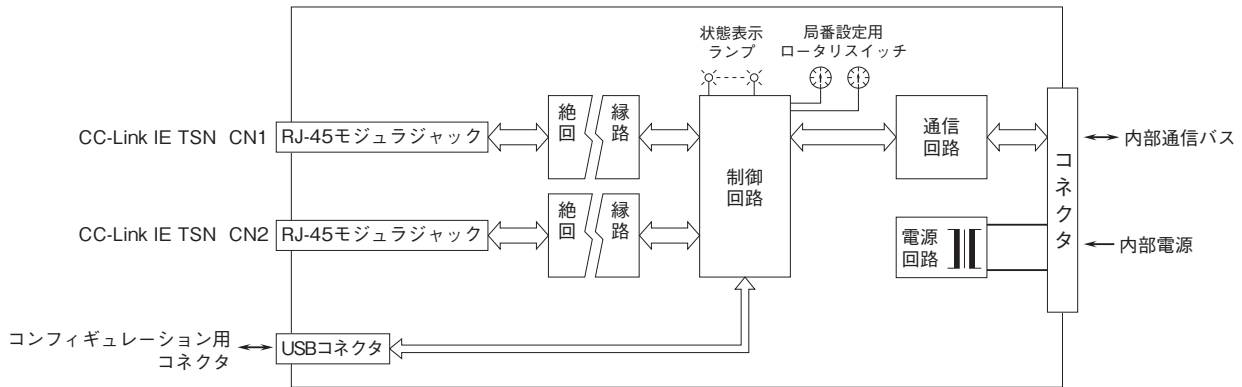 状態表示
ランプ
局番設定用
ロータリスイッチ
CC-Link IE TSN CN1
RJ-45モジュラジャック
絶縁
回路
制御
回路
通信
回路
コネクタ
内部通信バス
CC-Link IE TSN CN2
RJ-45モジュラジャック
絶縁
回路
電源
回路
内部電源
コンフィギュレーション用
コネクタ
USBコネクタ